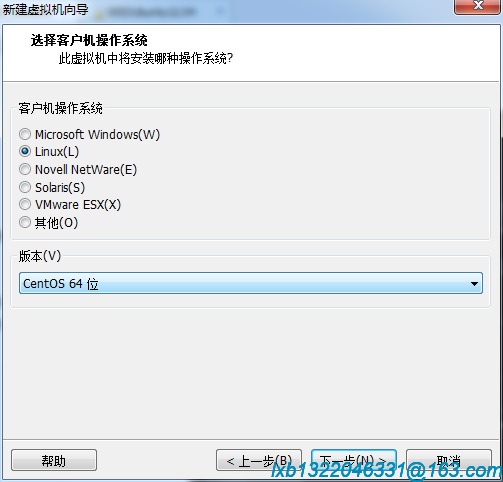 新建虚拟机向导
选择客户机操作系统
此虚拟机中将安装哪种操作系统?
客户机操作系统
Microsoft Windows(W)
Linux(L)
Novell NetWare(E)
Solaris(S)
VMware ESX(X)
其他(O)
版本(V)
CentOS 64 位
帮助
< 上一步(B)
下一步(N) >
取消
lxb1322046331@163.com